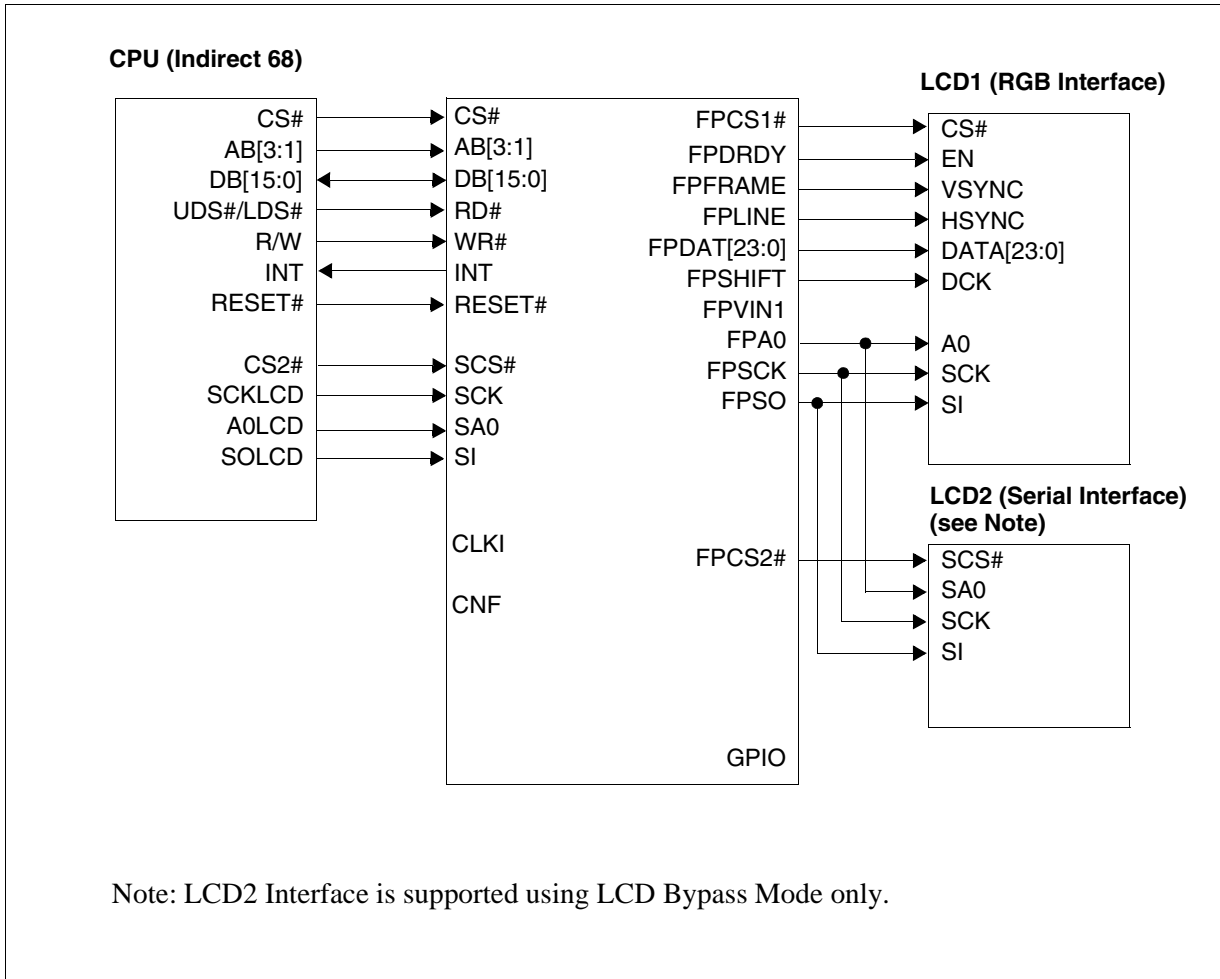 CPU (Indirect 68)
LCD1 (RGB Interface)
CS#
AB[3:1]
DB[15:0]
UDS#/LDS#
R/W
INT
RESET#
CS2#
SCKLCD
A0LCD
SOLCD
CS#
AB[3:1]
DB[15:0]
RD#
WR#
INT
RESET#
SCS#
SCK
SA0
SI
CLKI
CNF
FPCS1#
FPDRDY
FPFRAME
FPLINE
FPDAT[23:0]
FPSHIFT
FPVIN1
FPA0
FPSCK
FPSO
FPCS2#
GPIO
CS#
EN
VSYNC
HSYNC
DATA[23:0]
DCK
A0
SCK
SI
LCD2 (Serial Interface)
(see Note)
SCS#
SA0
SCK
SI
Note: LCD2 Interface is supported using LCD Bypass Mode only.